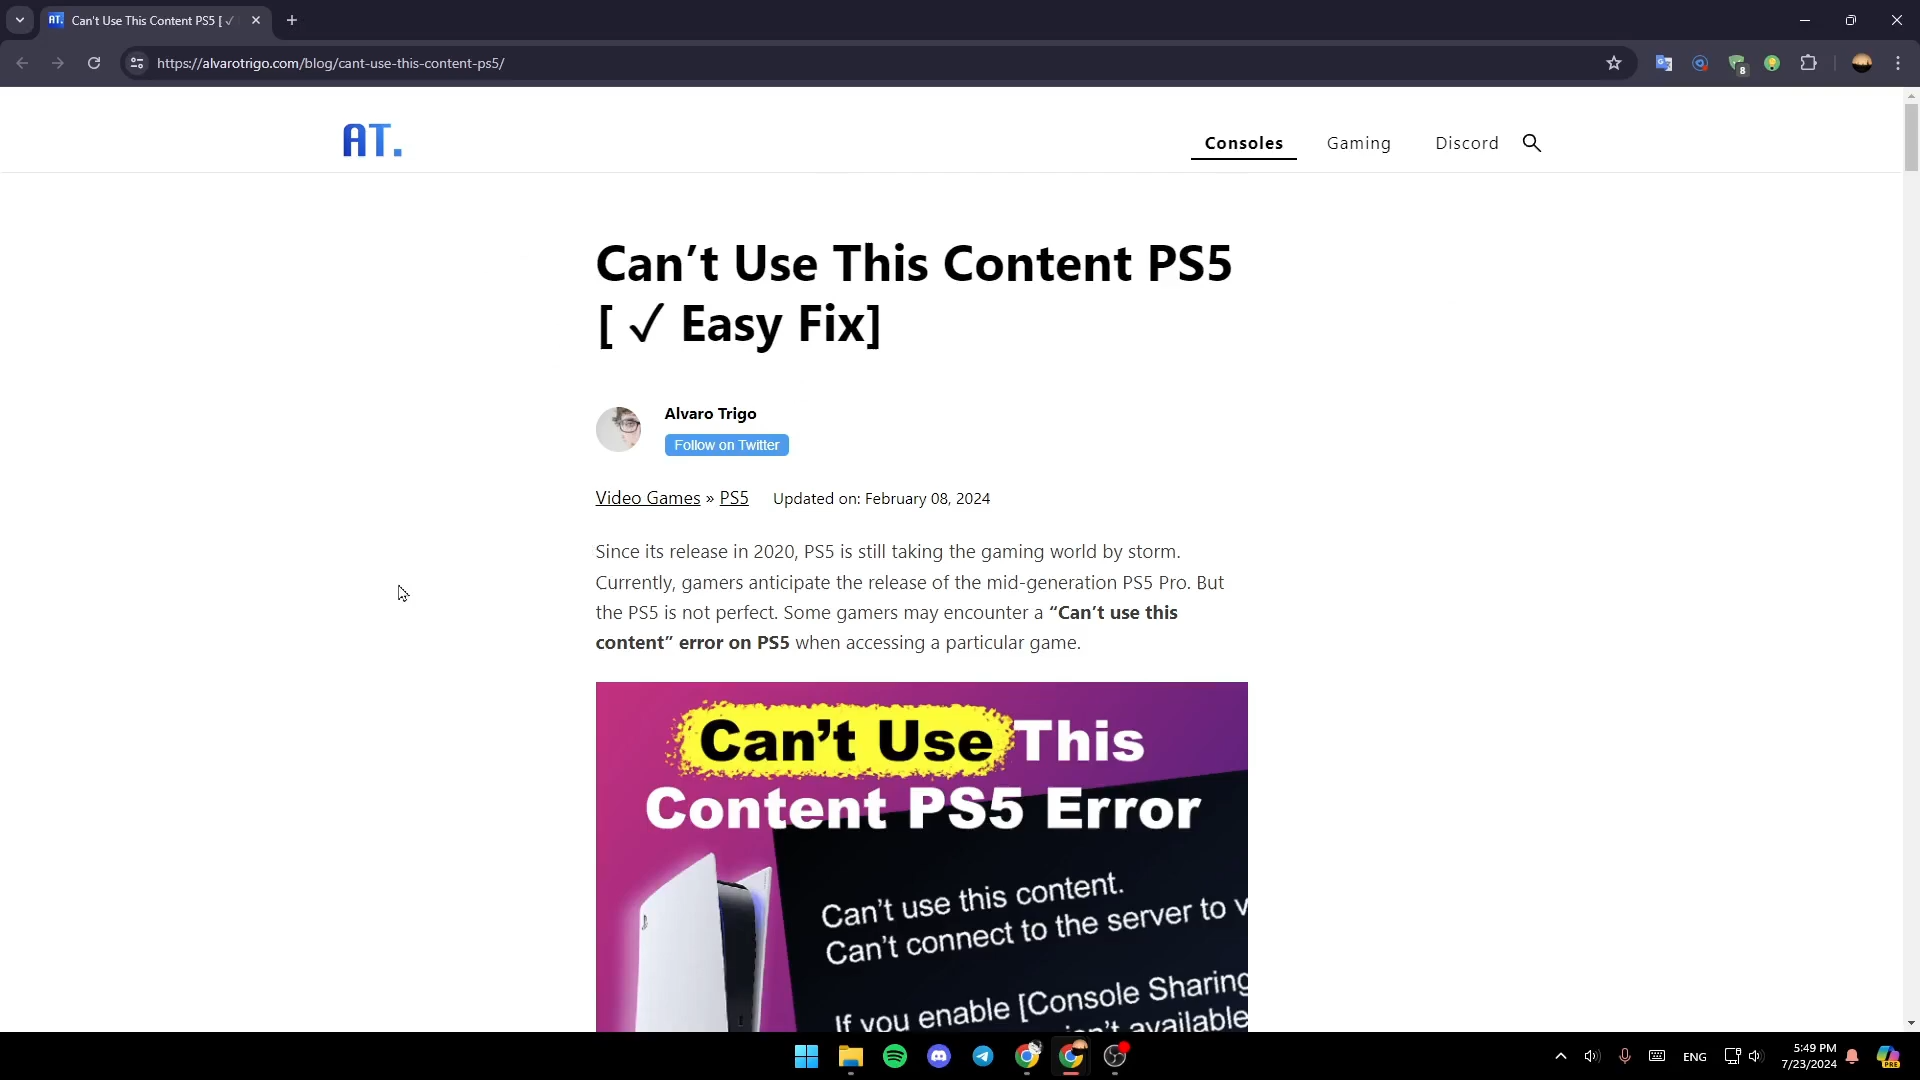 AT.
Can't Use This Content PS5 [ ✓
https://alvarotrigo.com/blog/cant-use-this-content-ps5/
8
AT.
Consoles
Gaming
Discord
Can’t Use This Content PS5
[ ✓ Easy Fix]
Alvaro Trigo
Follow on Twitter
Video Games » PS5
Updated on: February 08, 2024
Since its release in 2020, PS5 is still taking the gaming world by storm.
Currently, gamers anticipate the release of the mid-generation PS5 Pro. But
the PS5 is not perfect. Some gamers may encounter a “Can’t use this
content” error on PS5 when accessing a particular game.
Can’t Use This
Content PS5 Error
Can’t use this content.
Can’t connect to the server to v
If you enable [Console Sharing
isn’t available
ENG
5:49 PM
7/23/2024
PRE